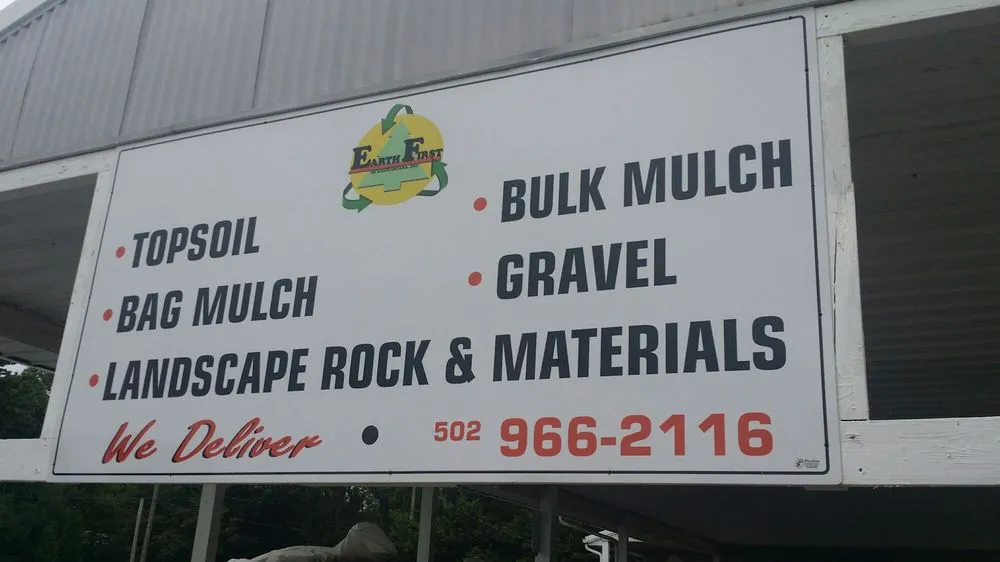 EARTH FIRST
• TOPSOIL
• BAG MULCH
• BULK MULCH
• GRAVEL
• LANDSCAPE ROCK & MATERIALS
We Deliver • 502 966-2116